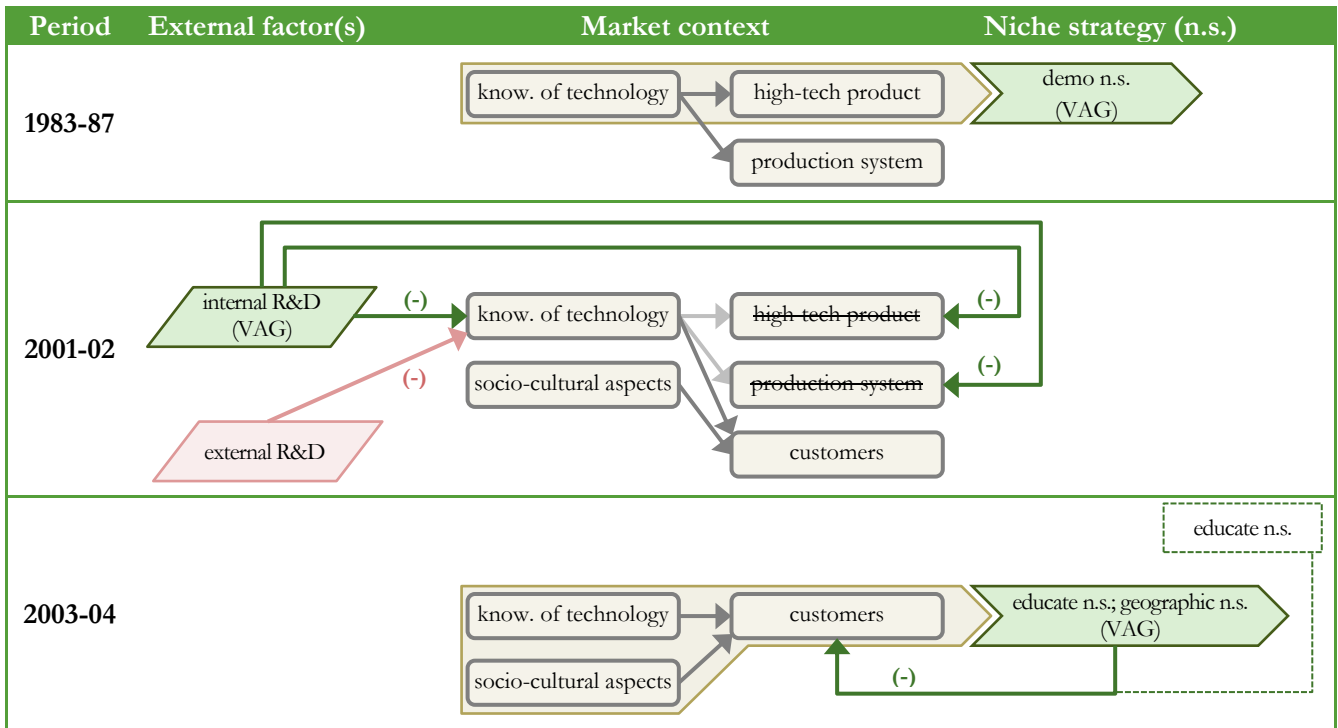 Period External factor(s) Market context Niche strategy (n.s.)
1983-87
know. of technology
high-tech product
demo n.s.
(VAG)
production system
2001-02
internal R&D
(VAG)
(-)
know. of technology
high-tech product
(-)
(-)
socio-cultural aspects
production system
(-)
external R&D
customers
educate n.s.
2003-04
know. of technology
customers
educate n.s.; geographic n.s.
(VAG)
socio-cultural aspects
(-)